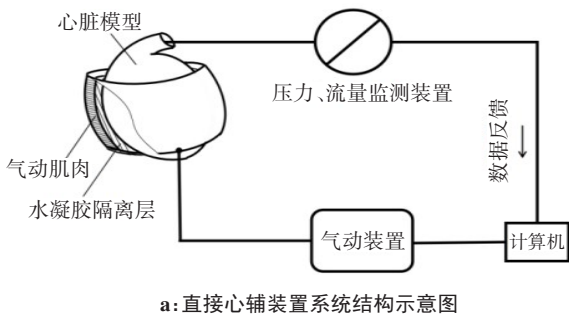 心脏模型
压力、流量监测装置
数据反馈
气动肌肉
水凝胶隔离层
气动装置
计算机
a:直接心辅装置系统结构示意图